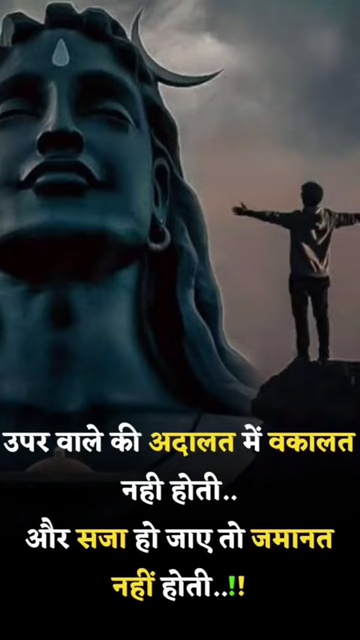 उपर वाले की अदालत में वकालत
नही होती..
और सजा हो जाए तो जमानत
नहीं होती..!!